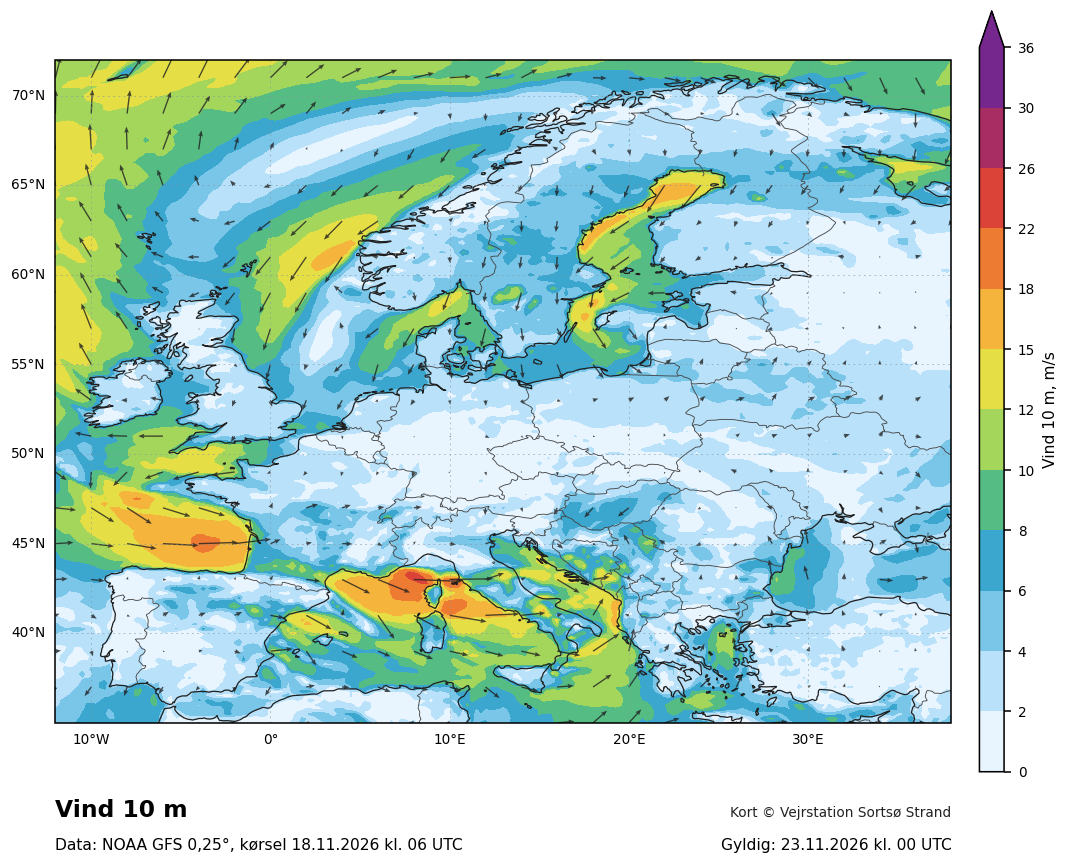 70°N
65°N
60°N
55°N
50°N
45°N
40°N
10°W
0°
10°E
20°E
30°E
36
30
26
22
18
15
12
10
8
6
4
2
0
Vind 10 m, m/s
Vind 10 m
Kort © Vejrstation Sortsø Strand
Data: NOAA GFS 0,25°, kørsel 18.11.2026 kl. 06 UTC
Gyldig: 23.11.2026 kl. 00 UTC